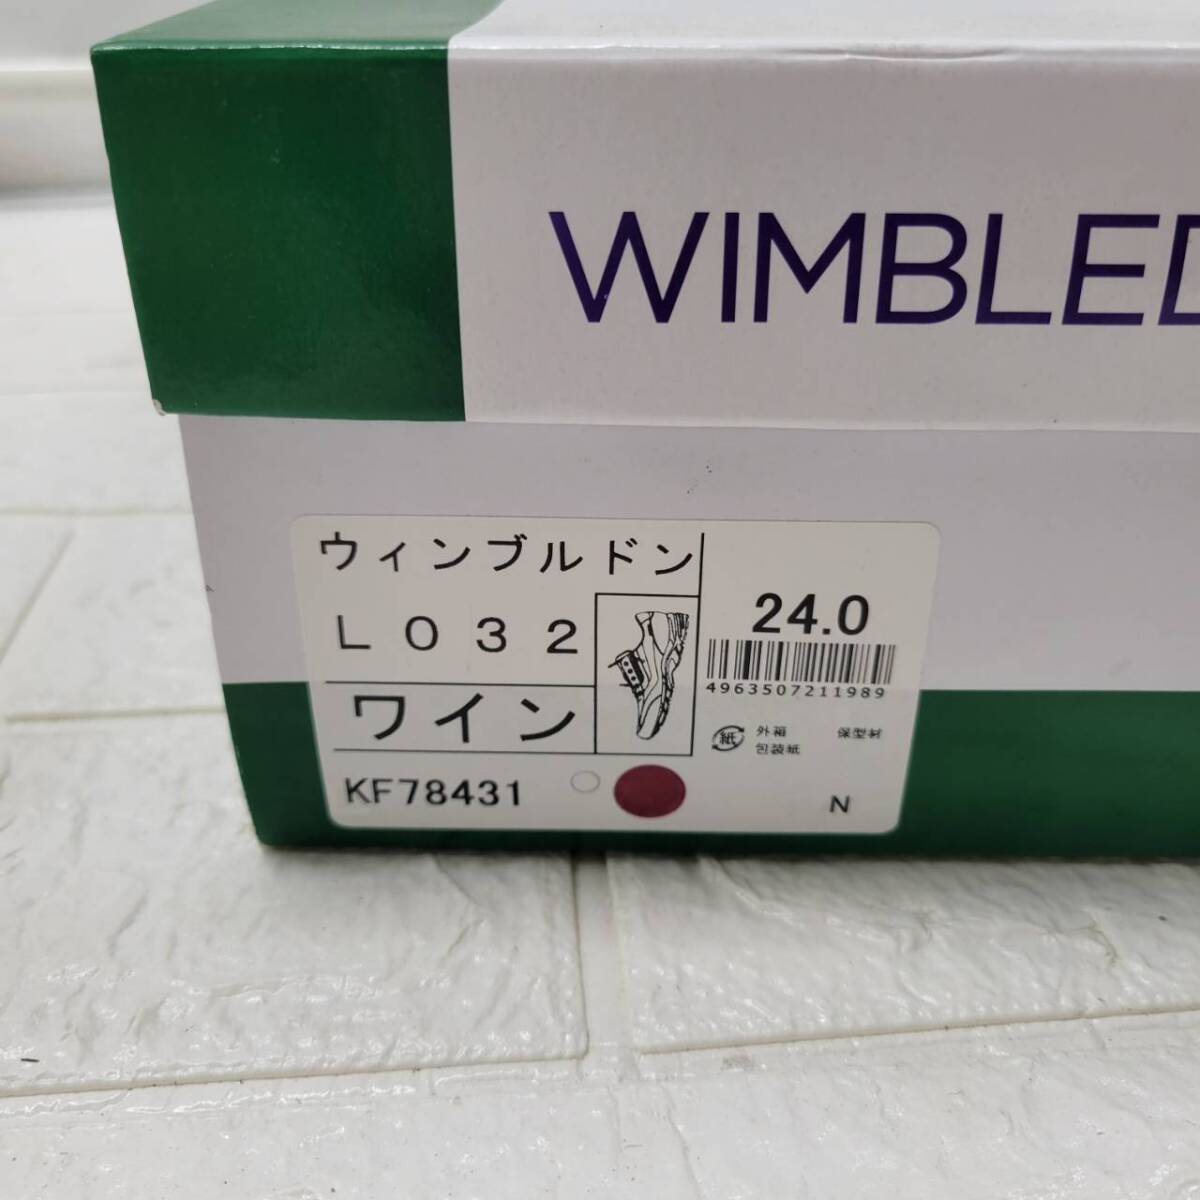 WIMBLED
ウィンブルドン
L032
ワイン
KF78431
24.0
4963507211989
紙 外箱 保型材
包装紙
N